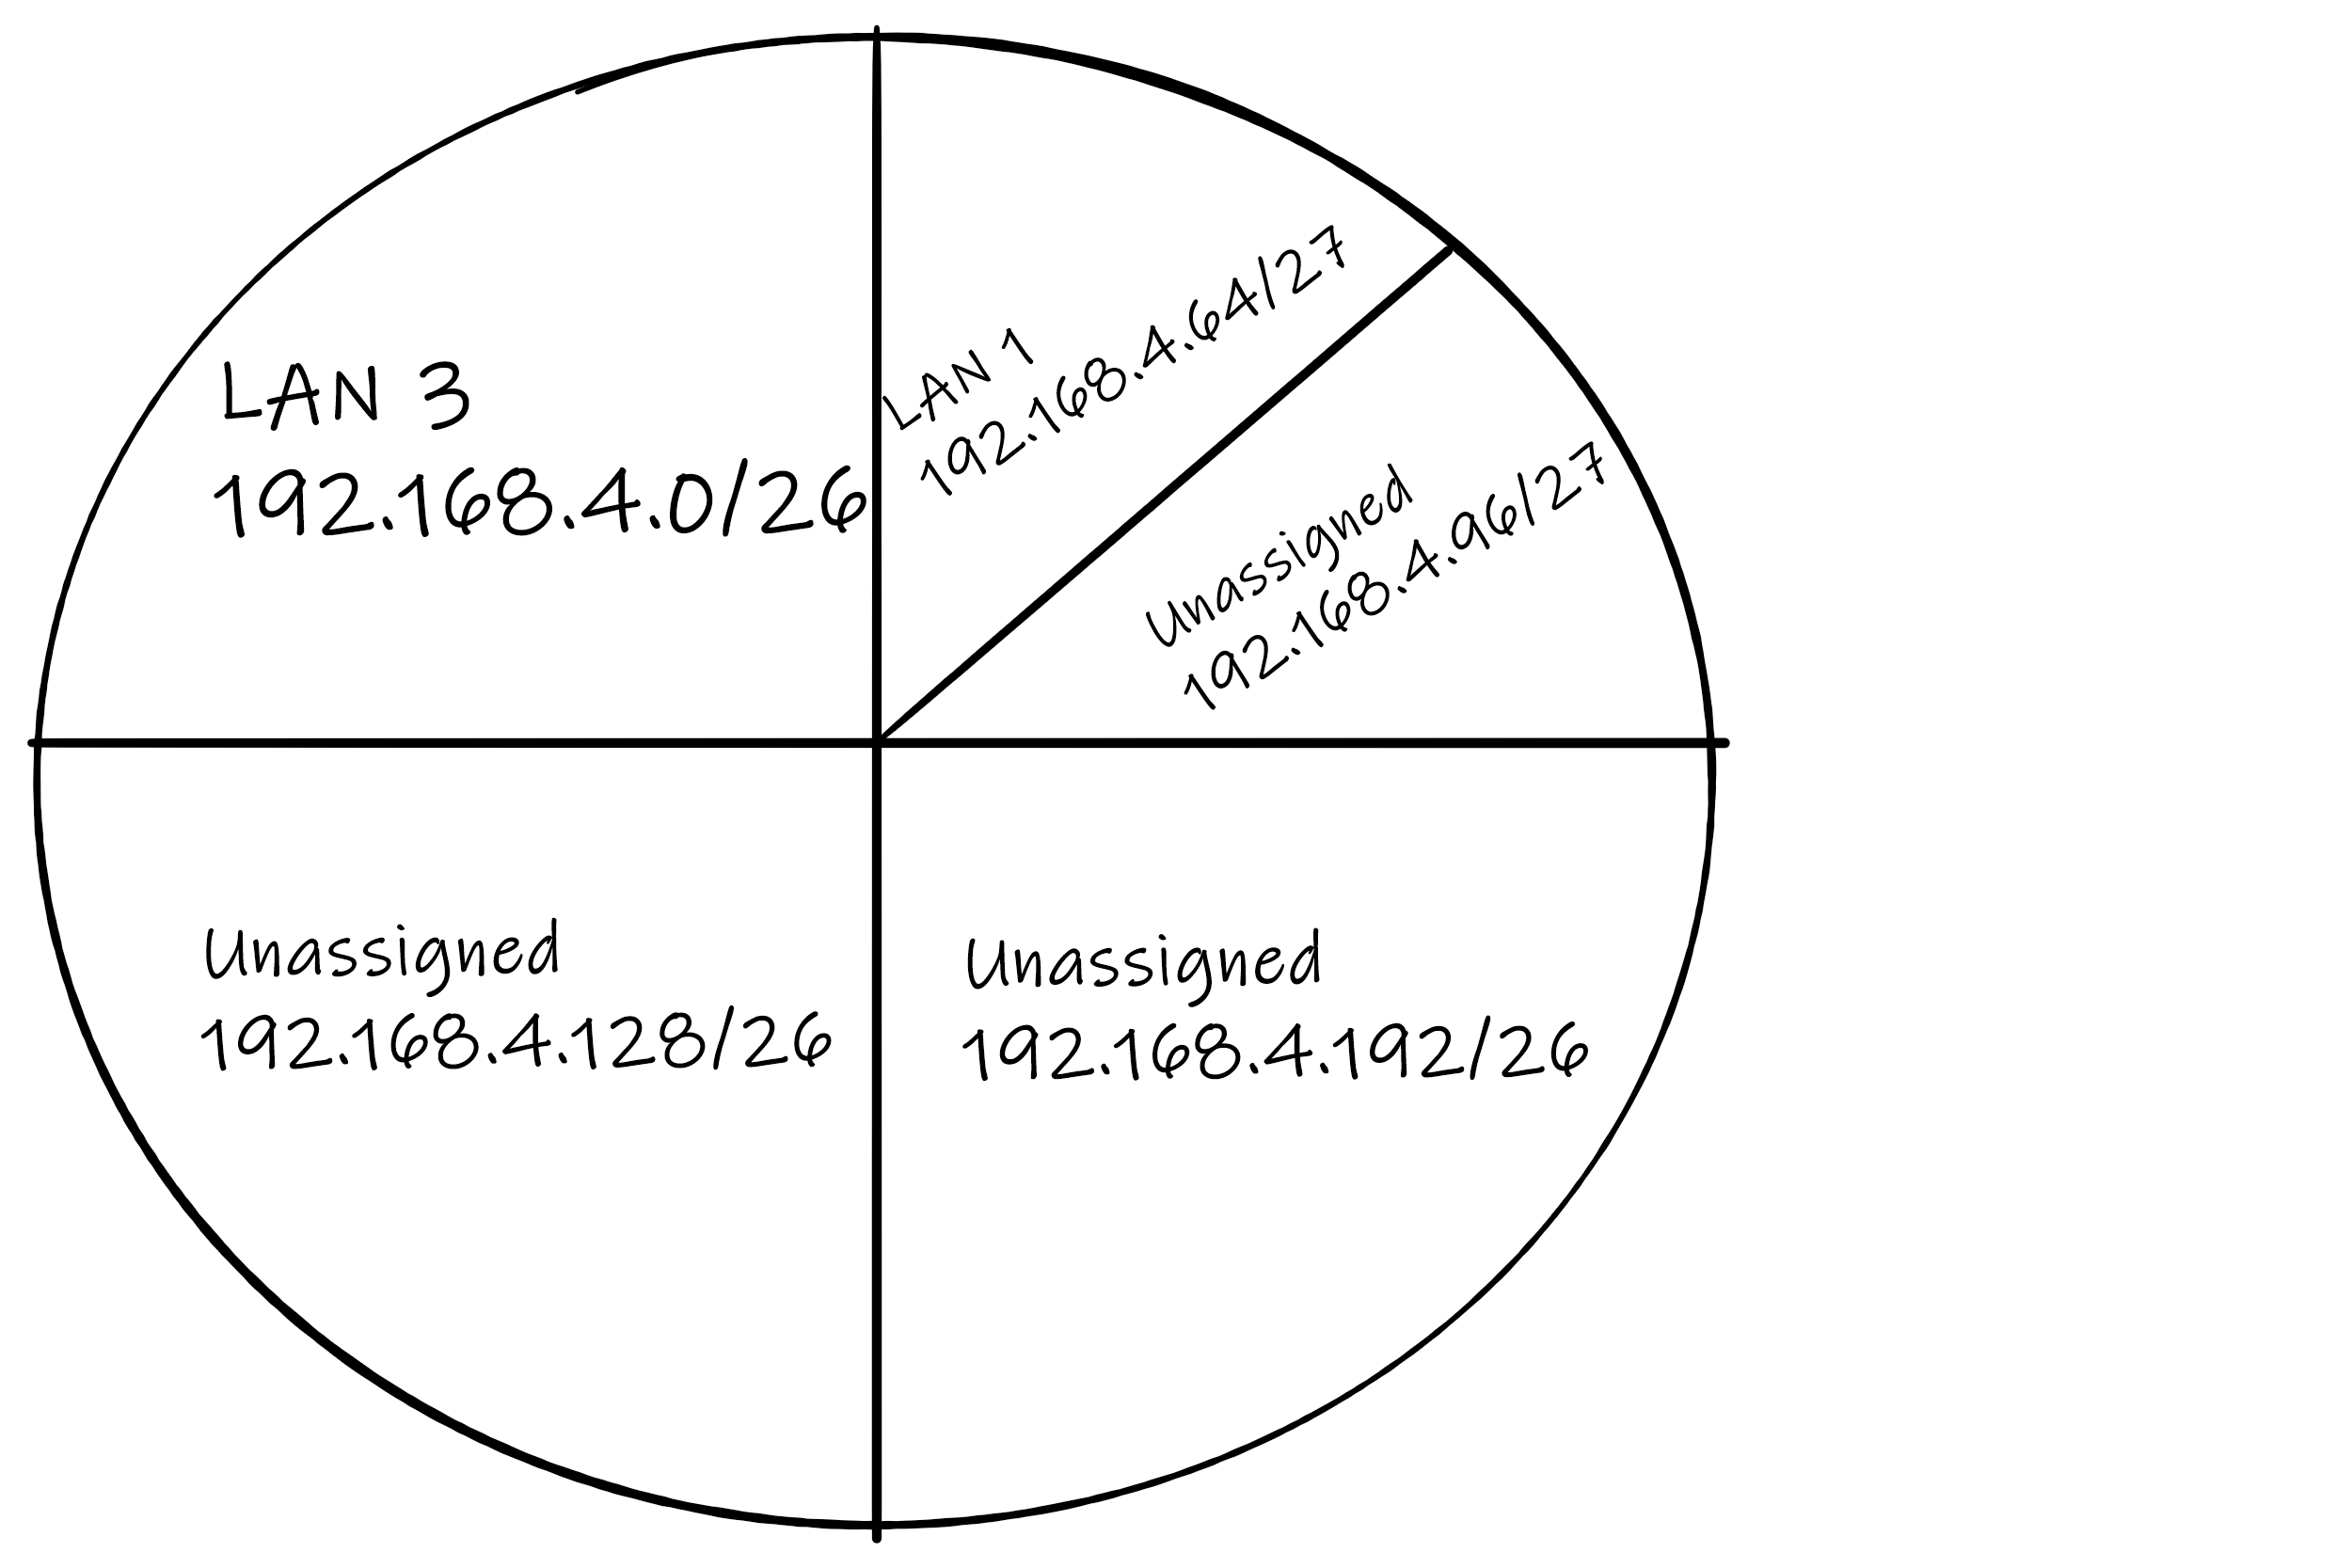 LAN 3
192.168.4.0/26
LAN 1
192.168.4.64/27
Unassigned
192.168.4.96/27
Unassigned
192.168.4.128/26
Unassigned
192.168.4.192/26